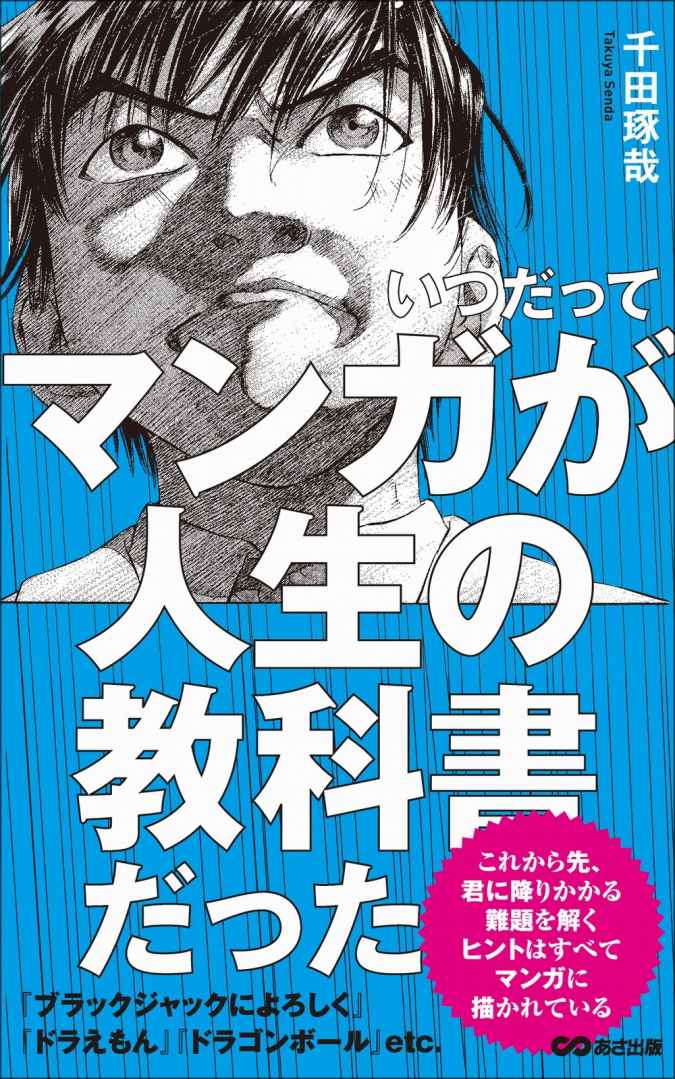 千田琢哉
Takuya Senda
いつだって
マンガが
人生の
教科書
だった
これから先、
君に降りかかる
難題を解く
ヒントはすべて
マンガに
描かれている
『ブラックジャックによろしく』
『ドラえもん』『ドラゴンボール』etc.
あさ出版